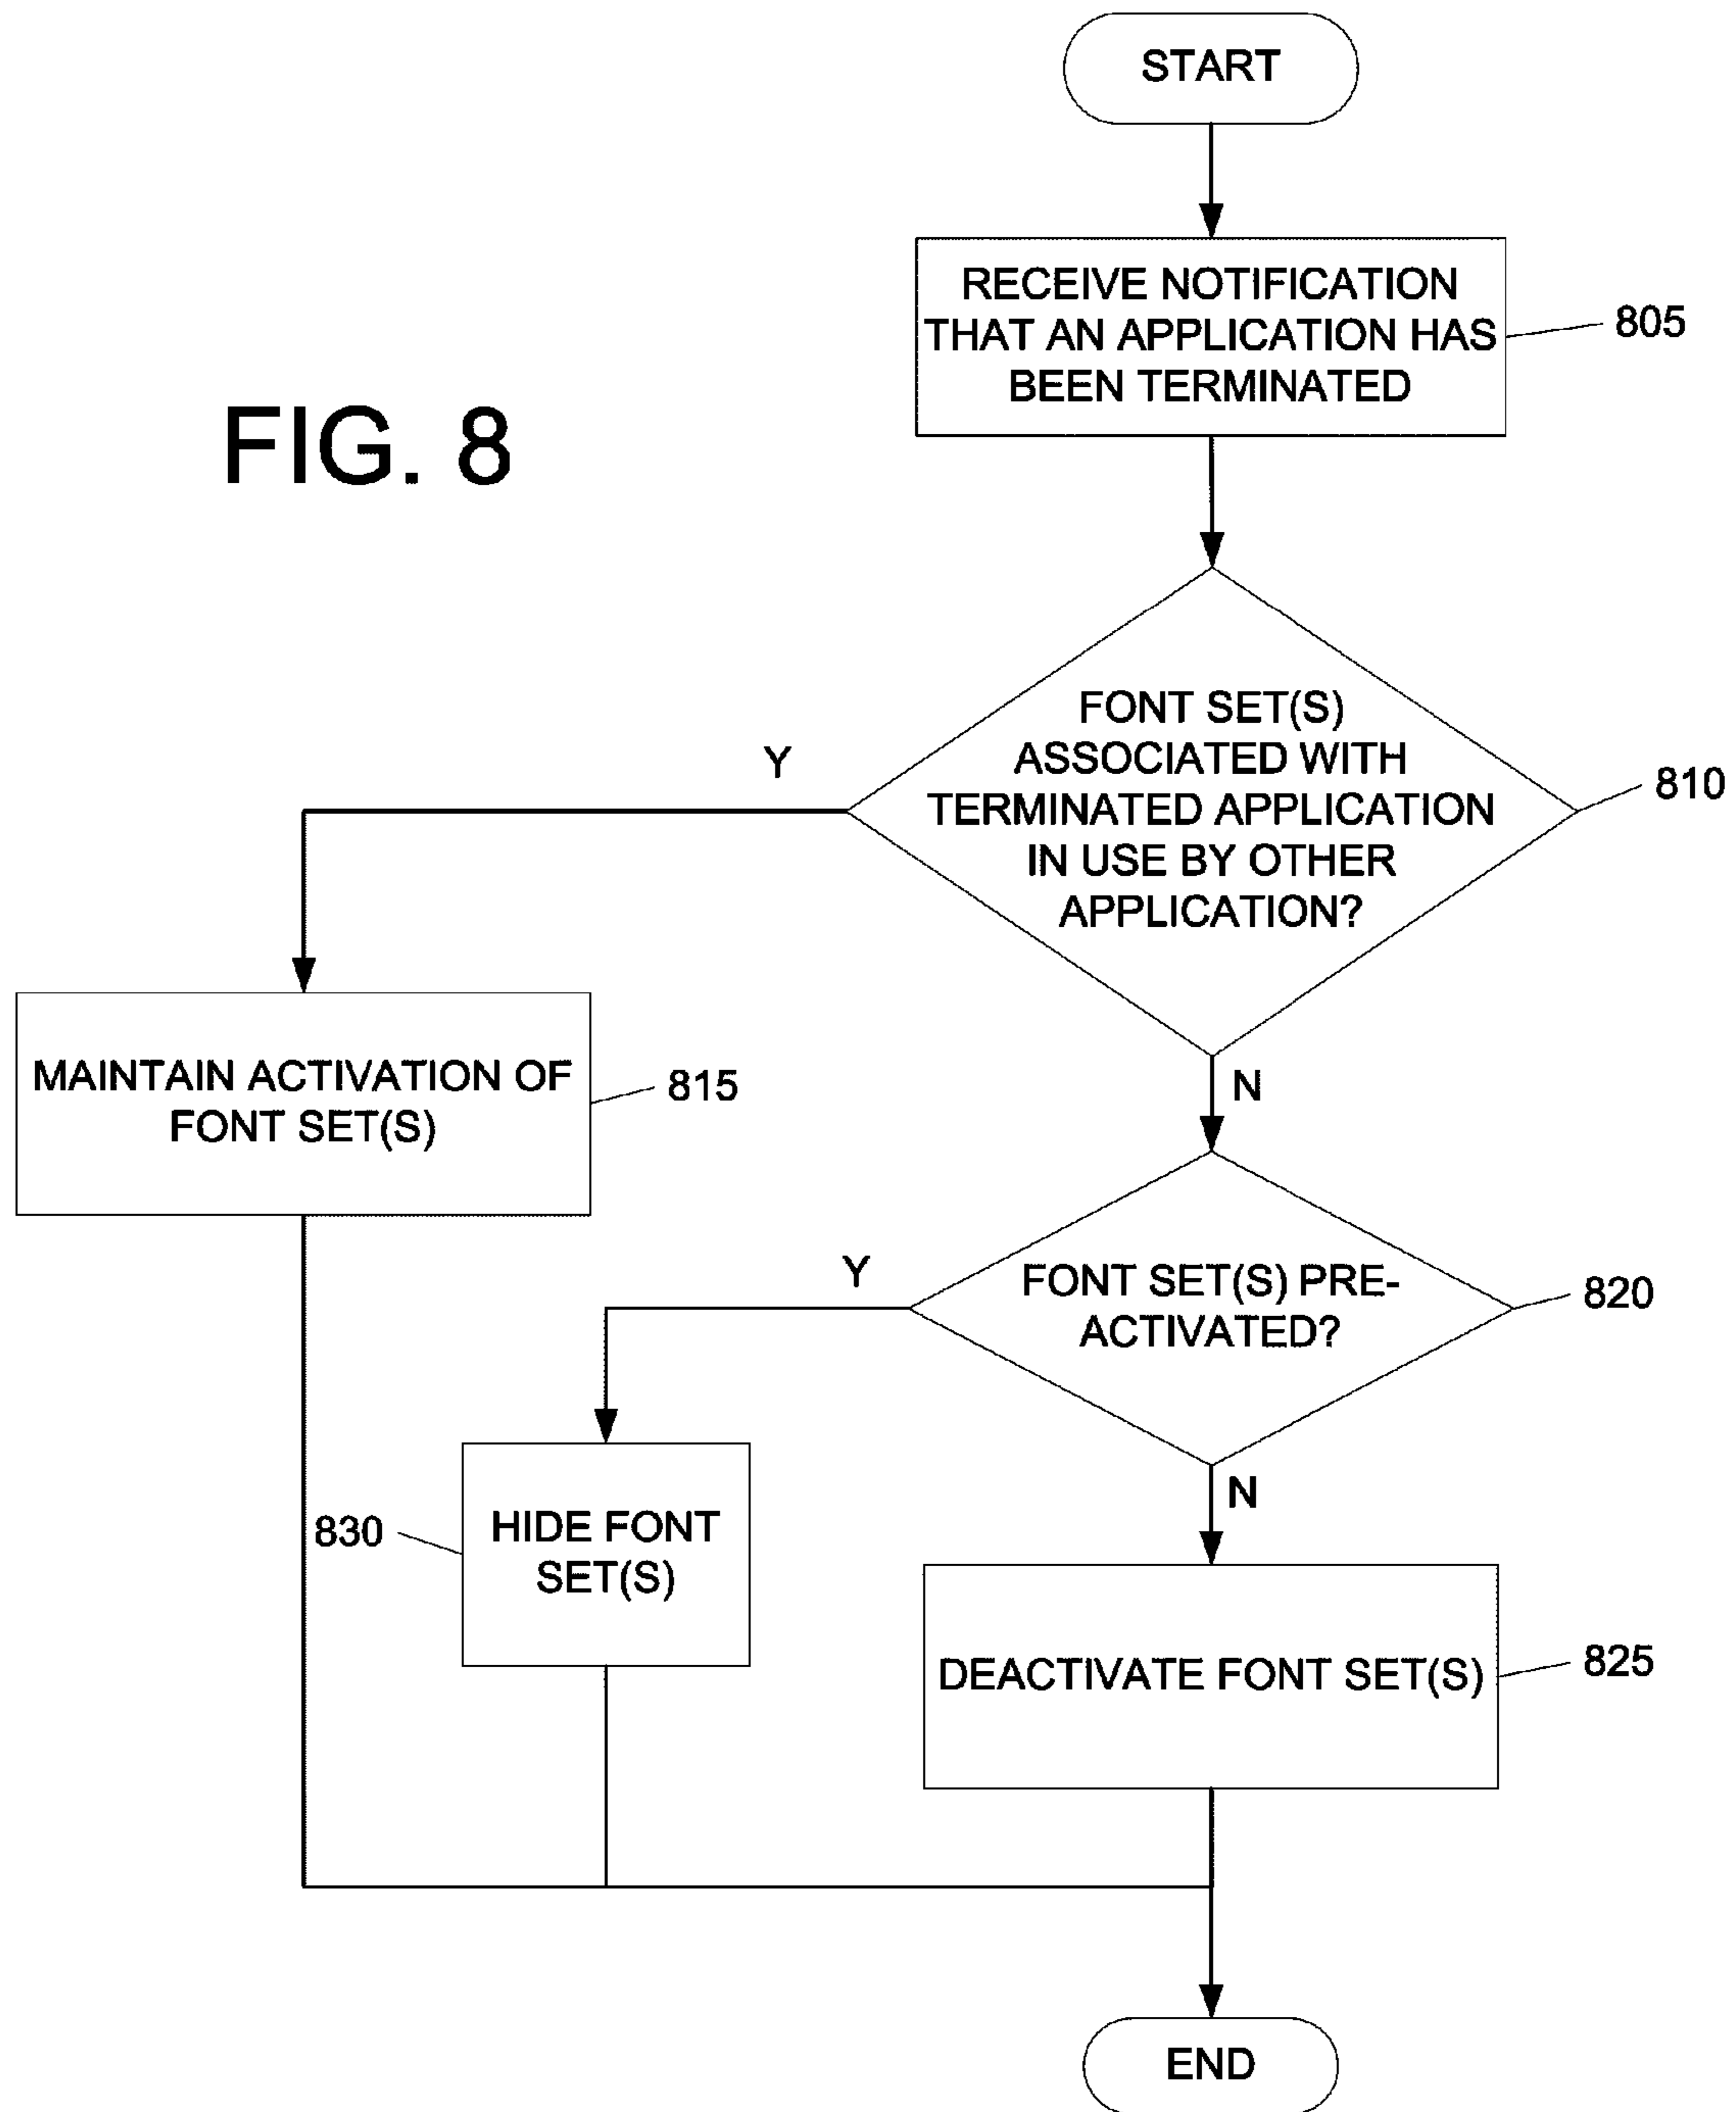 START
RECEIVE NOTIFICATION
THAT AN APPLICATION HAS
BEEN TERMINATED
805
FIG. 8
FONT SET(S)
ASSOCIATED WITH
TERMINATED APPLICATION
IN USE BY OTHER
APPLICATION?
810
Y
N
MAINTAIN ACTIVATION OF
FONT SET(S)
815
FONT SET(S) PRE-
ACTIVATED?
820
Y
N
HIDE FONT
SET(S)
830
DEACTIVATE FONT SET(S)
825
END